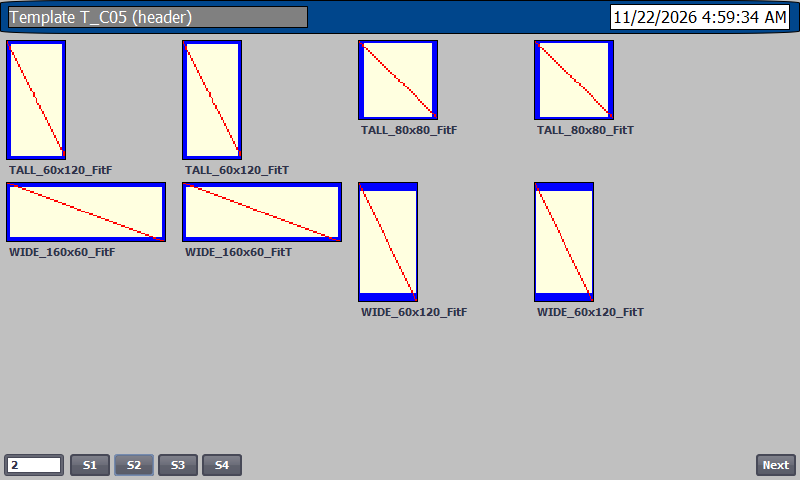 Template T_C05 (header)
11/22/2026 4:59:34 AM
TALL_80x80_FitF
TALL_80x80_FitT
TALL_60x120_FitF
TALL_60x120_FitT
WIDE_160x60_FitF
WIDE_160x60_FitT
WIDE_60x120_FitF
WIDE_60x120_FitT
2
S1
S2
S3
S4
Next